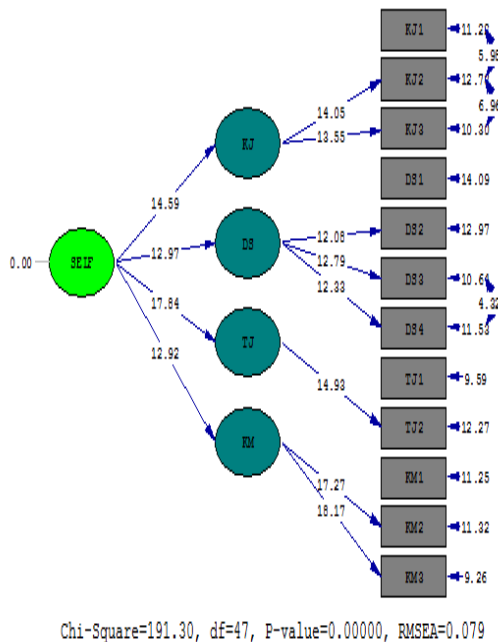 KJ1
11.20
5.98
KJ2
12.70
14.05
6.96
KJ
13.55
KJ3
10.30
14.59
DS1
14.09
DS2
12.97
12.08
DS
12.97
12.79
DS3
10.64
0.00
SEIF
12.33
4.32
DS4
11.53
17.84
TJ
TJ1
9.59
12.92
14.93
TJ2
12.27
KM
KM1
11.25
17.27
KM2
11.32
18.17
KM3
9.26
Chi-Square=191.30, df=47, P-value=0.00000, RMSEA=0.079